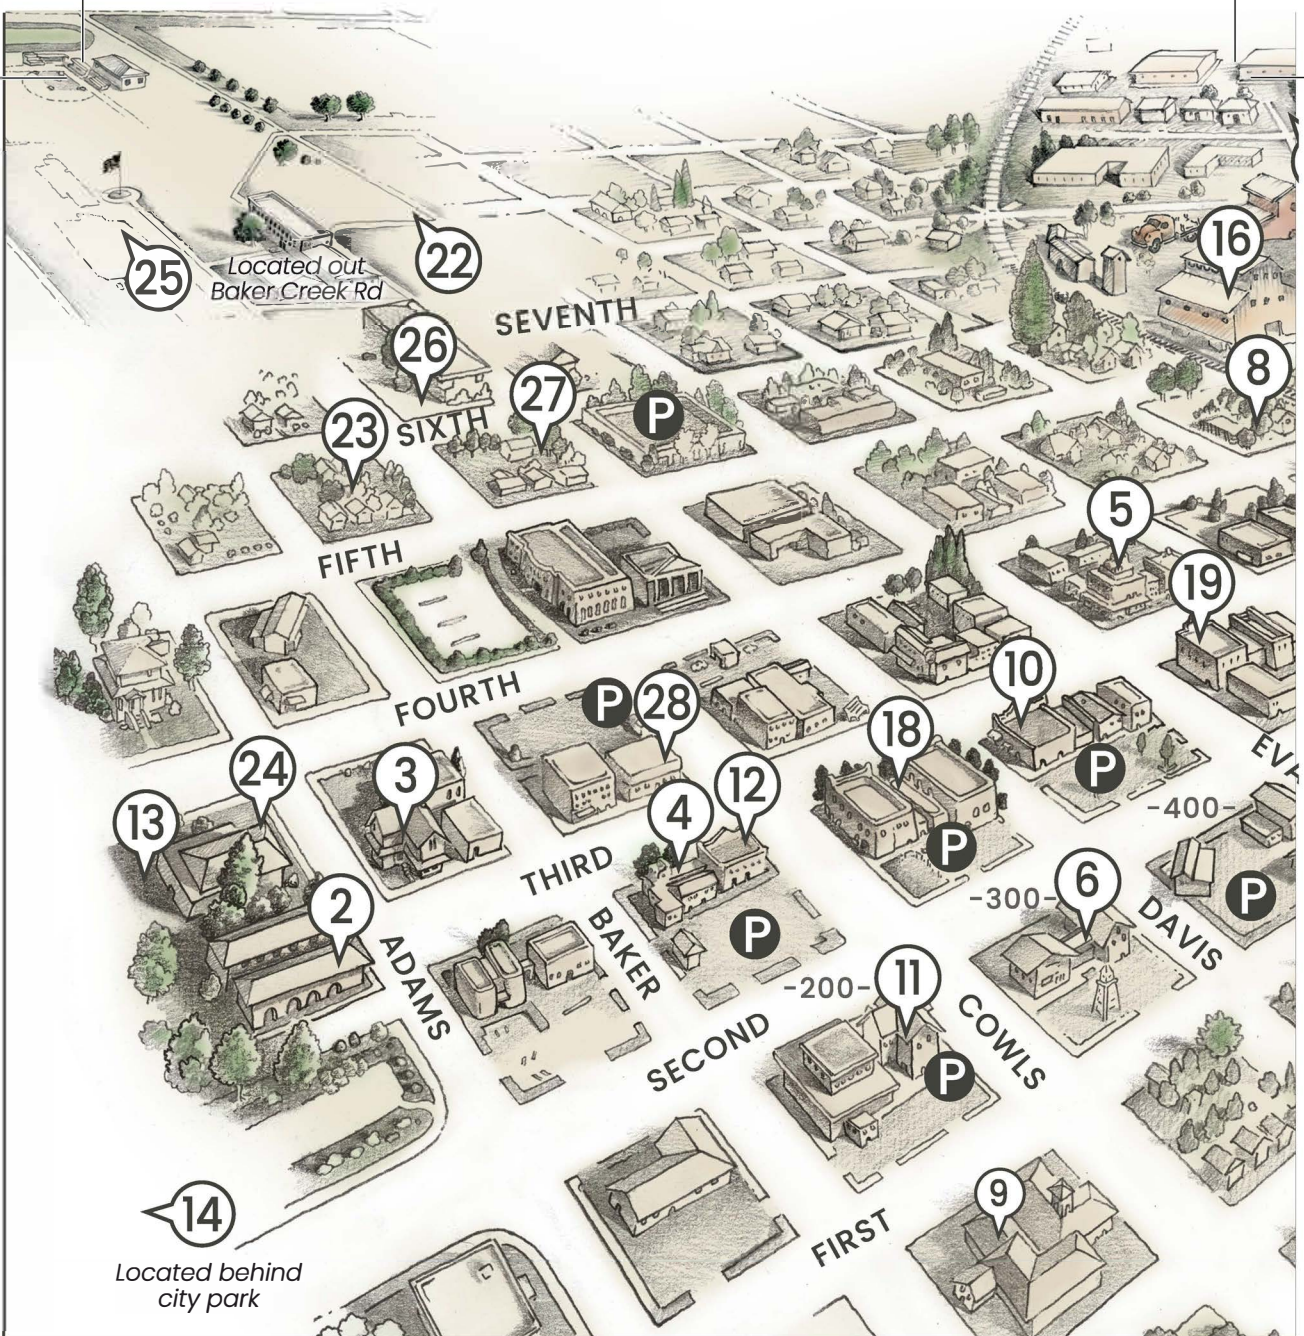 16
25
Located out
Baker Creek Rd
22
SEVENTH
26
8
27
P
23
SIXTH
5
FIFTH
19
10
FOURTH
P
28
18
EVA
24
3
P
12
-400-
13
4
P
THIRD
6
P
2
-300-
DAVIS
BAKER
P
ADAMS
-200-
11
COWLS
SECOND
P
9
14
FIRST
Located behind
city park